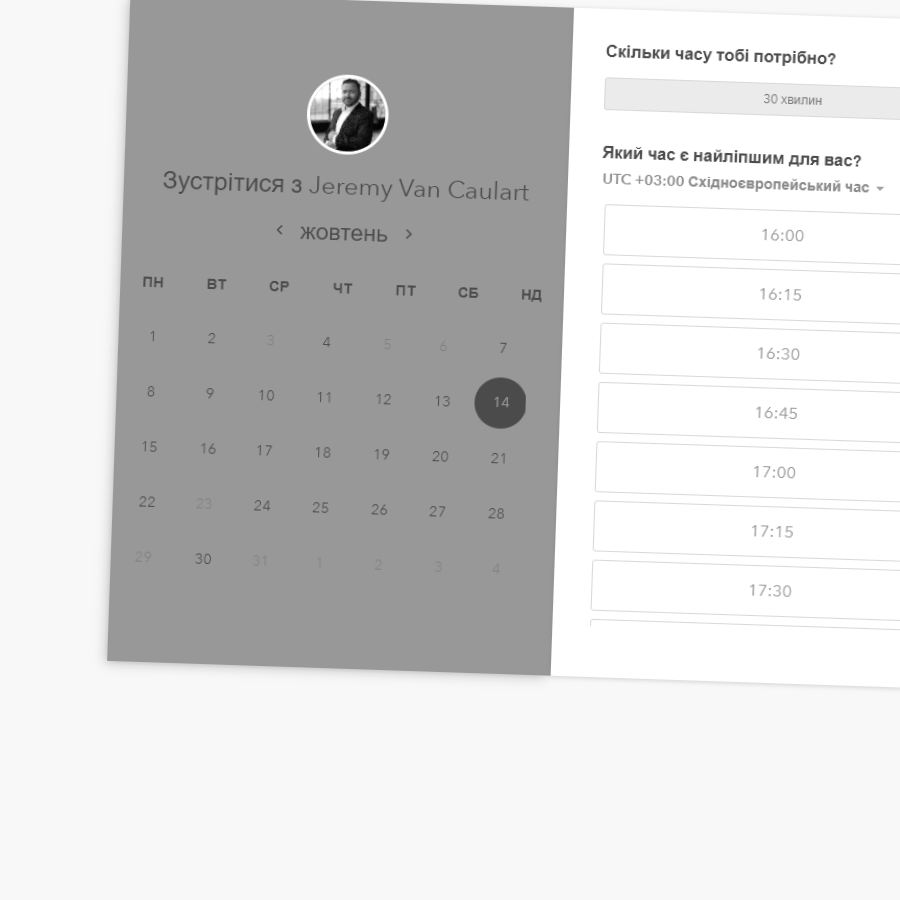 Зустрітися з Jeremy Van Caulart
‹ жовтень ›
ПН ВТ СР ЧТ ПТ СБ НД
1 2 3 4 5 6 7
8 9 10 11 12 13 14
15 16 17 18 19 20 21
22 23 24 25 26 27 28
29 30 31 1 2 3 4
Скільки часу тобі потрібно?
30 хвилин
Який час є найліпшим для вас?
UTC +03:00 Східноєвропейський час
16:00
16:15
16:30
16:45
17:00
17:15
17:30